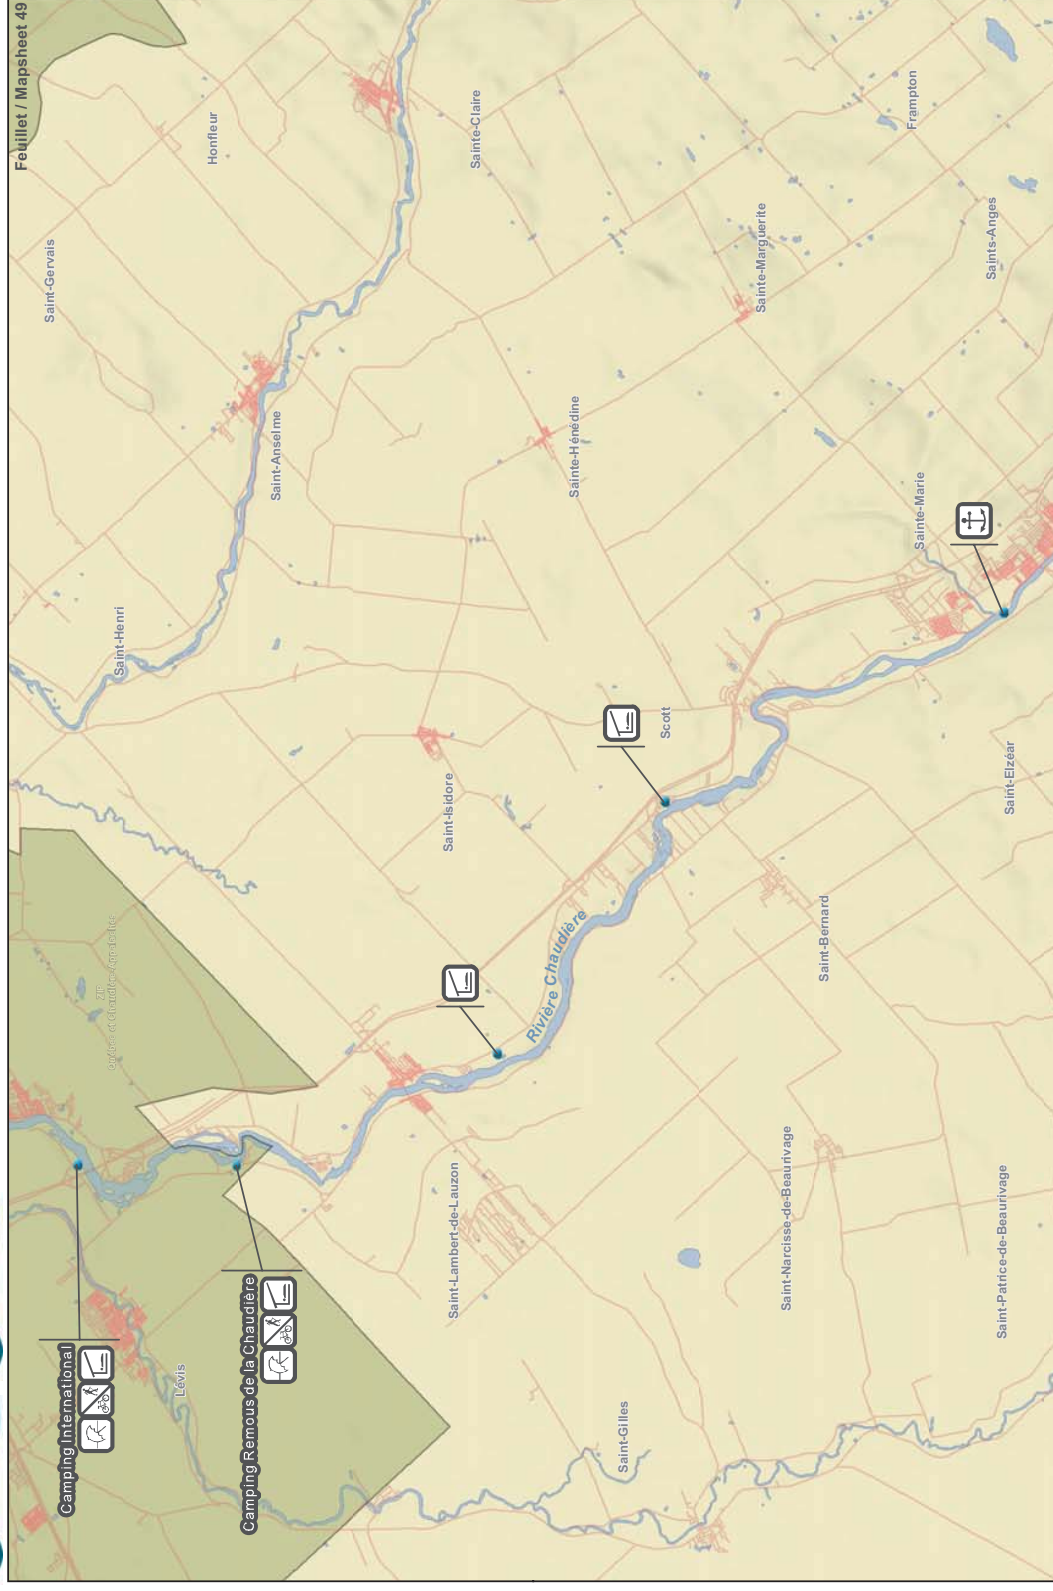 Feuillet / Mapsheet 49
Camping International
Lévis
Camping Remous de la Chaudière
Saint-Henri
Saint-Gervais
Honfleur
Saint-Anselme
Sainte-Claire
Saint-Isidore
Saint-Lambert-de-Lauzon
Rivière Chaudière
Sainte-Hénédine
Saint-Gilles
Scott
Sainte-Marguerite
Saint-Narcisse-de-Beaurivage
Saint-Bernard
Sainte-Marie
Frampton
Saints-Anges
Saint-Patrice-de-Beaurivage
Saint-Elzéar
ZIP